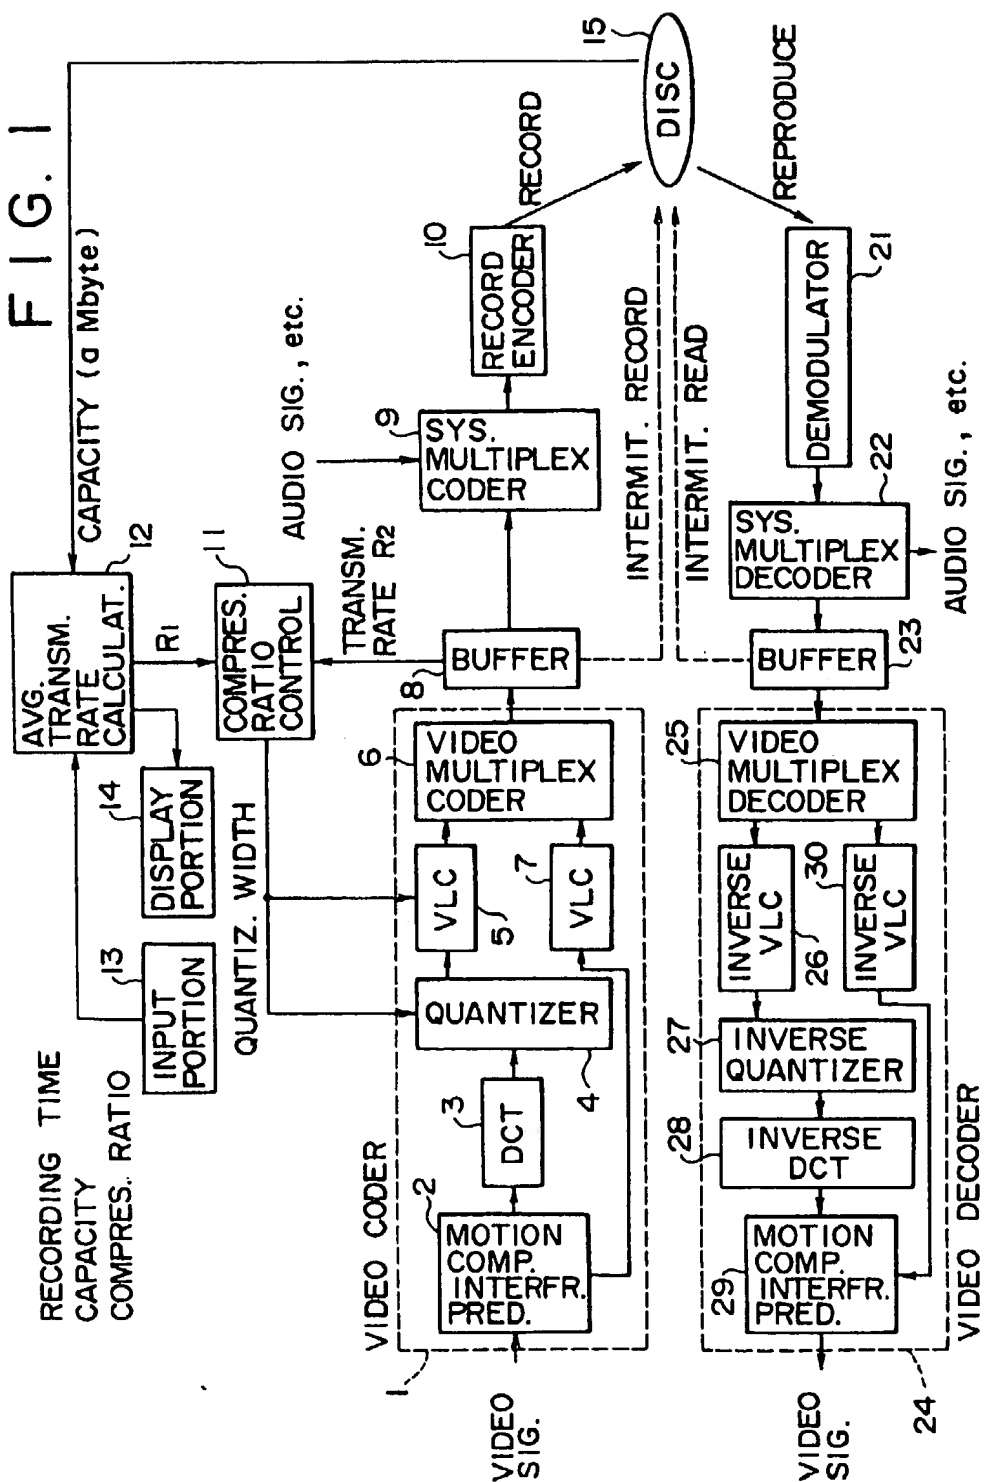 FIG. 1
RECORDING TIME
CAPACITY
COMPRES. RATIO
13
INPUT
PORTION
14
DISPLAY
PORTION
AVG.
TRANSM.
RATE
CALCULAT.
12
CAPACITY (a Mbyte)
R1
11
COMPRES.
RATIO
CONTROL
QUANTIZ. WIDTH
TRANSM.
RATE R2
AUDIO SIG., etc.
VIDEO CODER
1
VIDEO
SIG.
2
MOTION
COMP.
INTERFR.
PRED.
3
DCT
4
QUANTIZER
5
VLC
7
VLC
6
VIDEO
MULTIPLEX
CODER
8
BUFFER
9
SYS.
MULTIPLEX
CODER
10
RECORD
ENCODER
RECORD
15
DISC
INTERMIT. RECORD
INTERMIT. READ
REPRODUCE
DEMODULATOR
21
SYS.
MULTIPLEX
DECODER
22
AUDIO SIG., etc.
BUFFER
23
25
VIDEO
MULTIPLEX
DECODER
INVERSE
VLC
26
30
INVERSE
VLC
27
INVERSE
QUANTIZER
28
INVERSE
DCT
29
MOTION
COMP.
INTERFR.
PRED.
VIDEO DECODER
24
VIDEO
SIG.